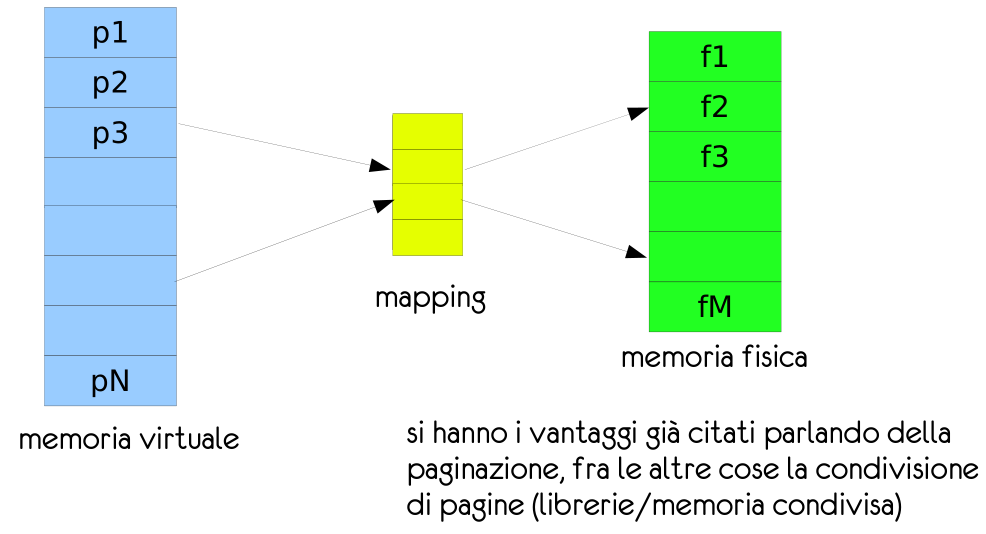 p1
p2
p3
pN
memoria virtuale
mapping
f1
f2
f3
fM
memoria fisica
si hanno i vantaggi già citati parlando della
paginazione, fra le altre cose la condivisione
di pagine (librerie/memoria condivisa)